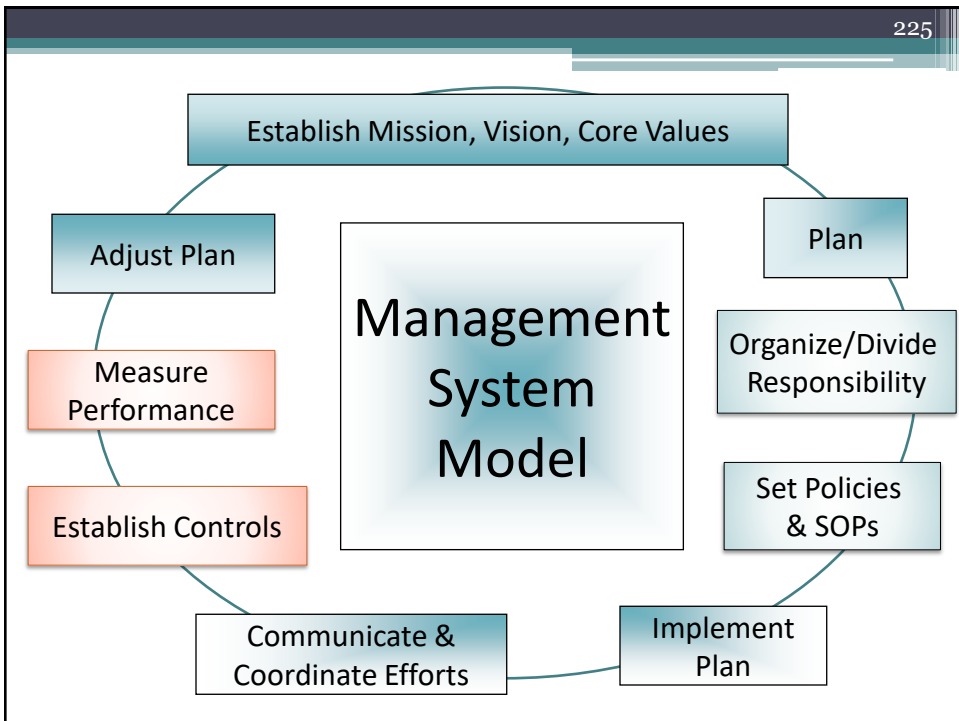 225
Establish Mission, Vision, Core Values
Plan
Organize/Divide
Responsibility
Set Policies
& SOPs
Implement
Plan
Communicate &
Coordinate Efforts
Establish Controls
Measure
Performance
Adjust Plan
Management
System
Model